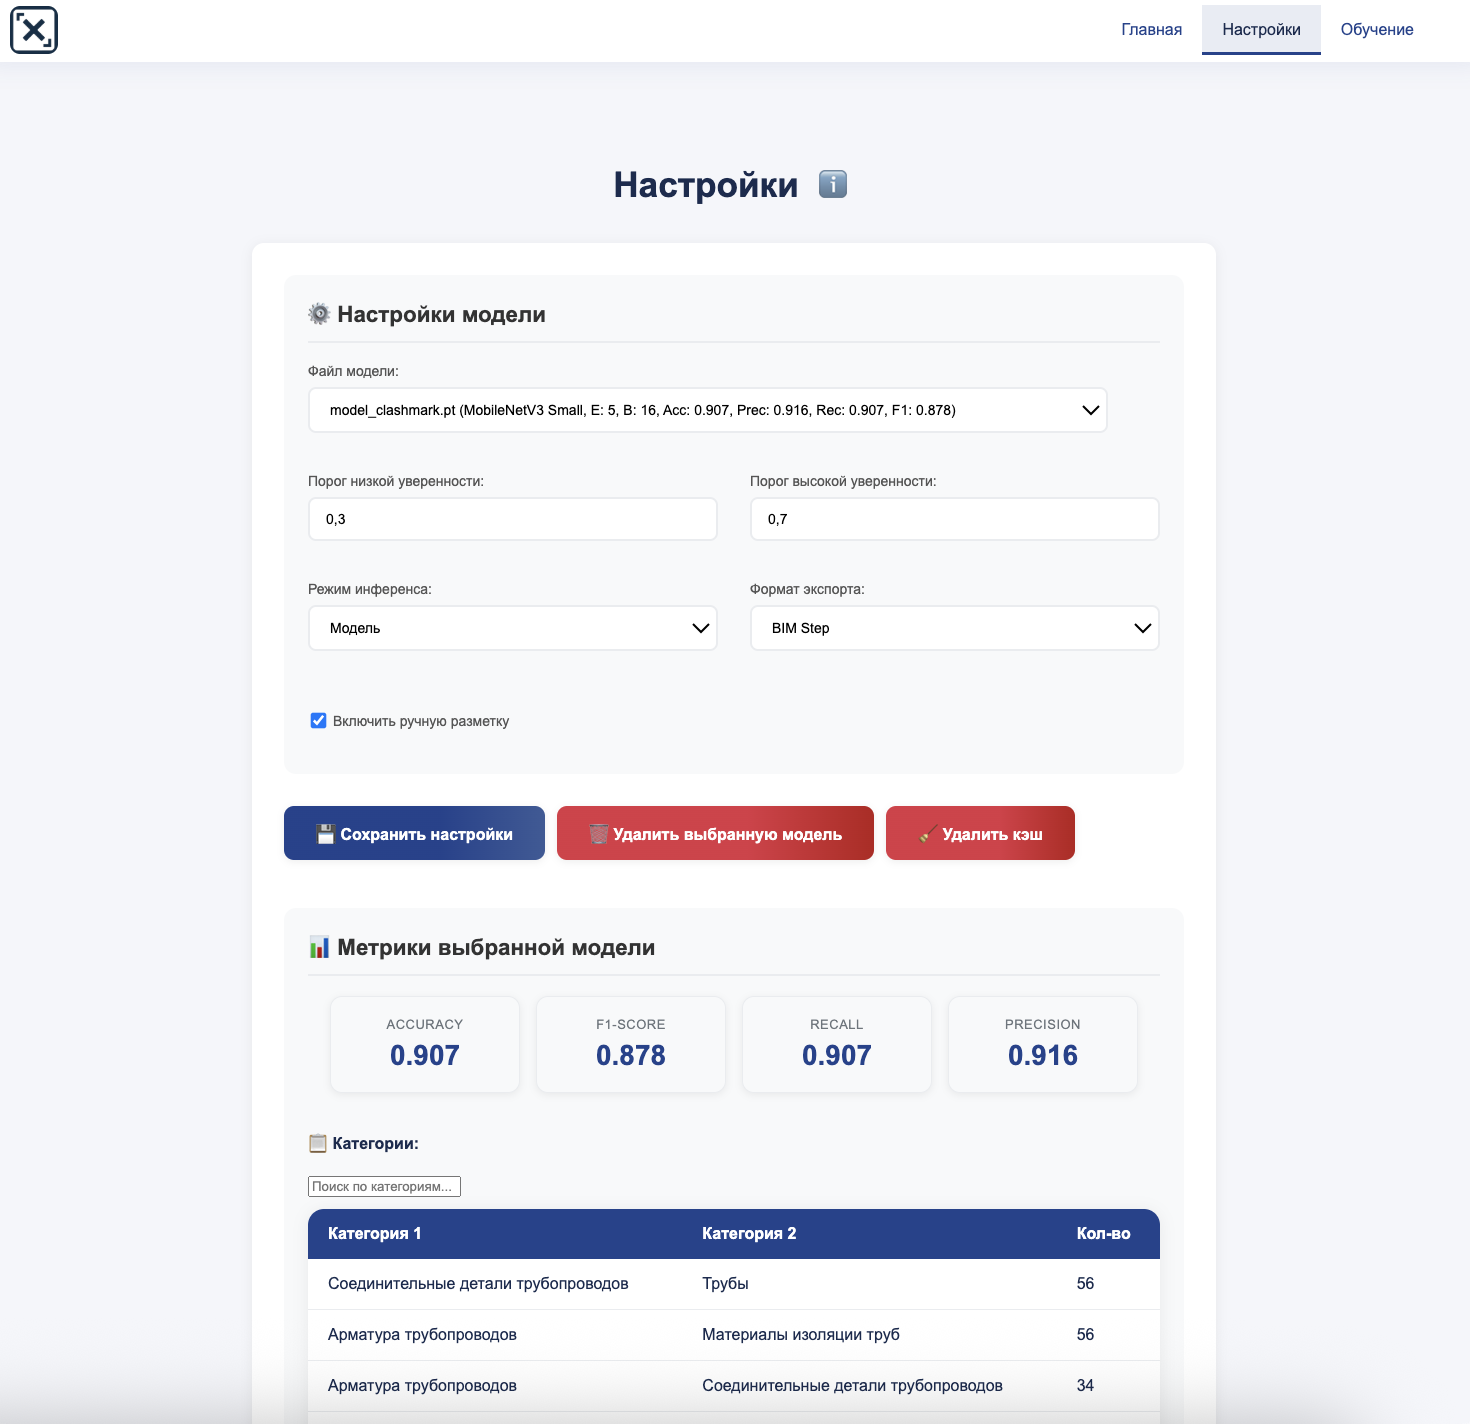 Главная Настройки Обучение
Настройки
Настройки модели
Файл модели:
model_clashmark.pt (MobileNetV3 Small, E: 5, B: 16, Acc: 0.907, Prec: 0.916, Rec: 0.907, F1: 0.878)
Порог низкой уверенности: Порог высокой уверенности:
0,3 0,7
Режим инференса: Формат экспорта:
Модель BIM Step
Включить ручную разметку
Сохранить настройки Удалить выбранную модель Удалить кэш
Метрики выбранной модели
ACCURACY F1-SCORE RECALL PRECISION
0.907 0.878 0.907 0.916
Категории:
Поиск по категориям...
Категория 1 Категория 2 Кол-во
Соединительные детали трубопроводов Трубы 56
Арматура трубопроводов Материалы изоляции труб 56
Арматура трубопроводов Соединительные детали трубопроводов 34